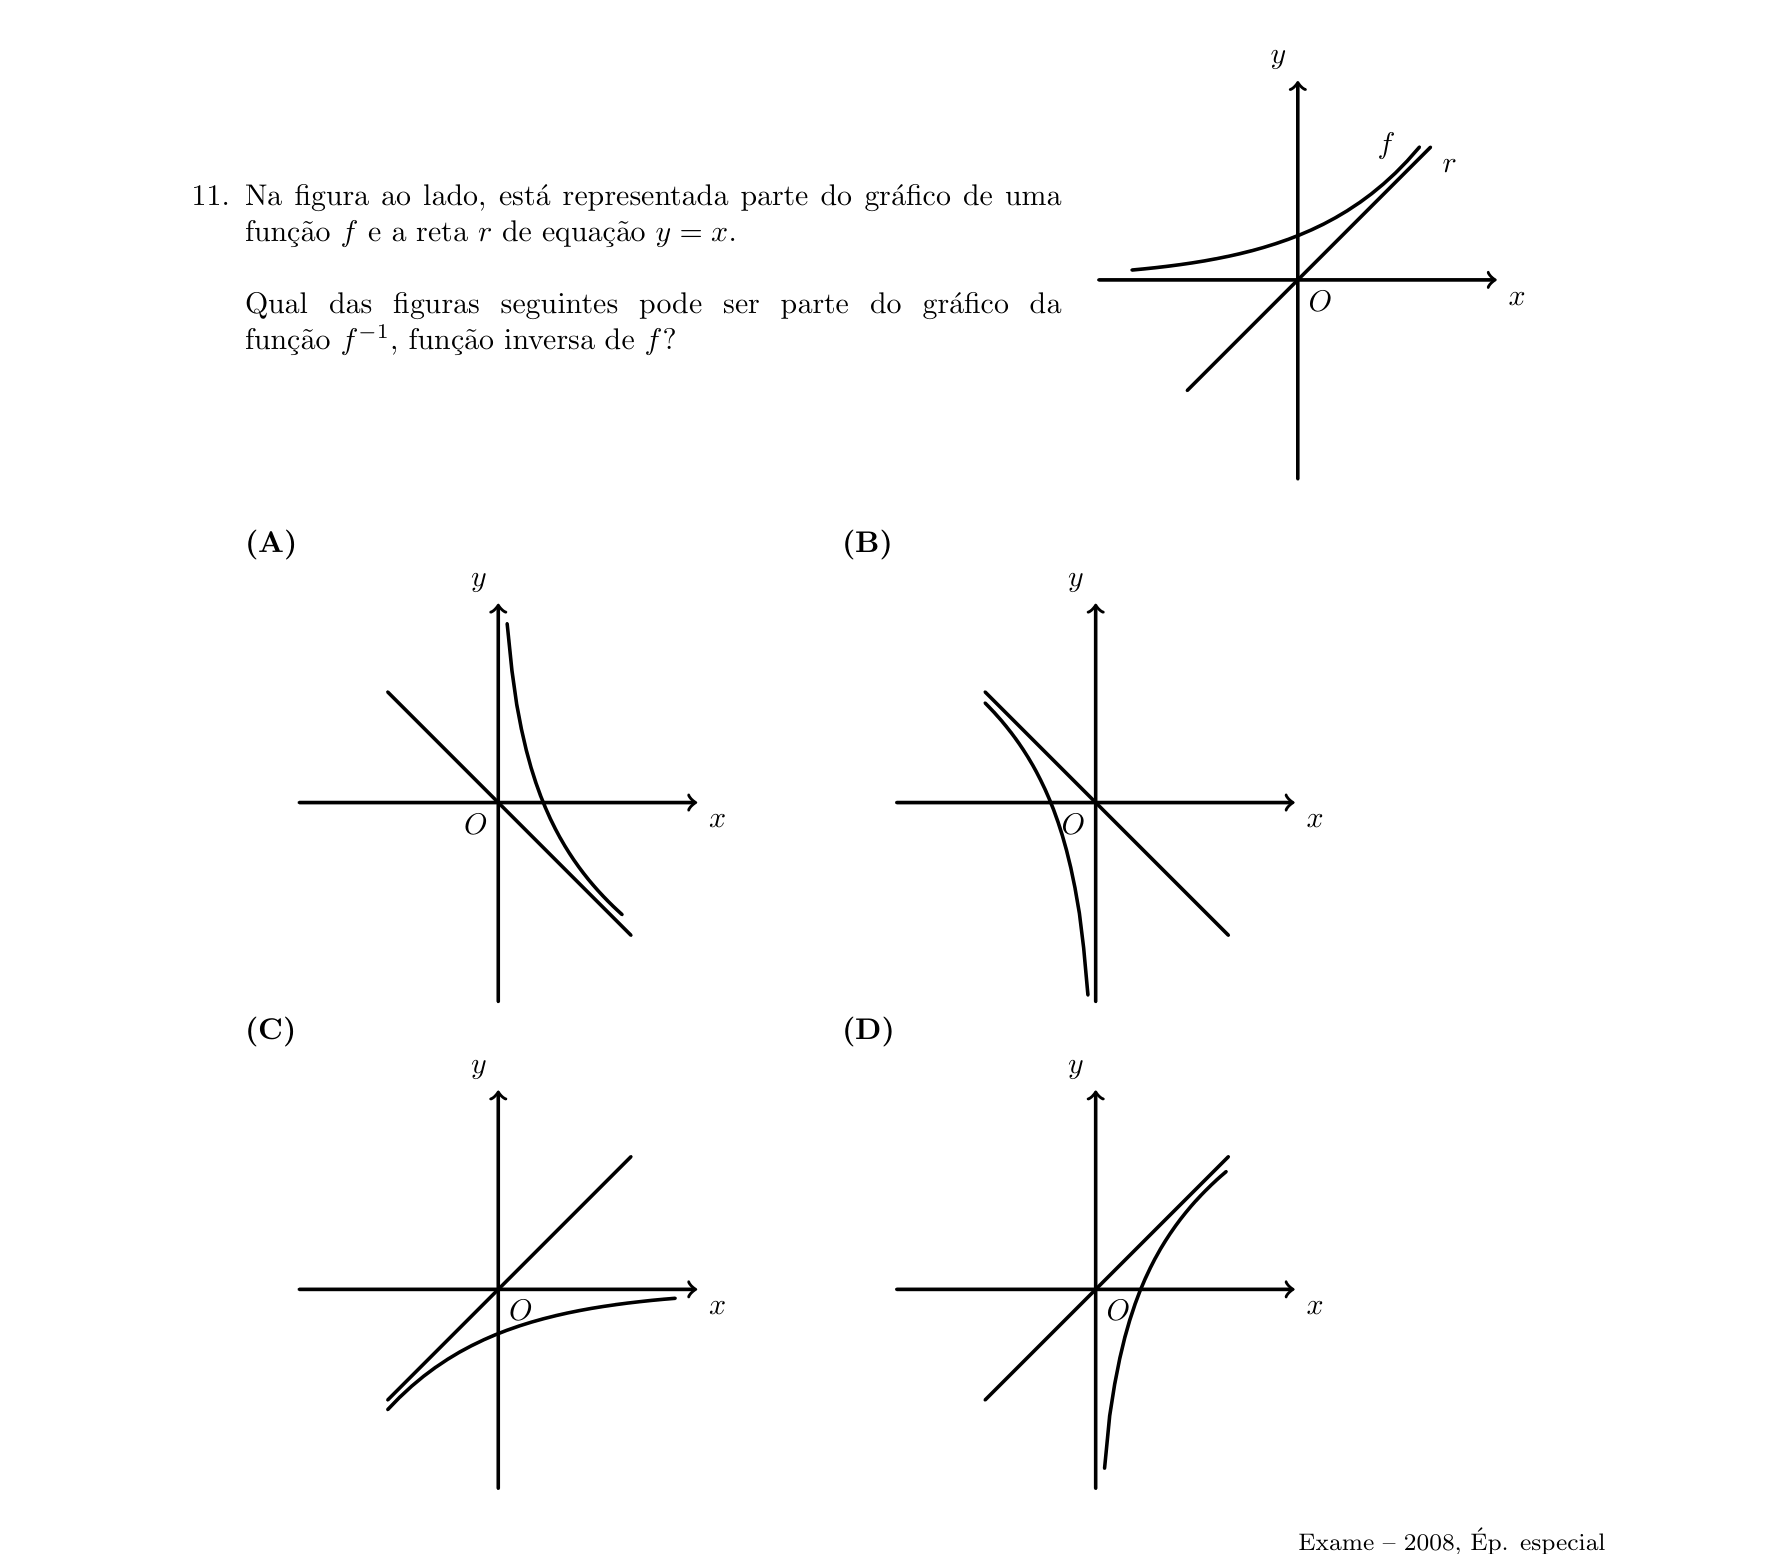 y
f
r
11. Na figura ao lado, está representada parte do gráfico de uma
função f e a reta r de equação y = x.
O
x
Qual das figuras seguintes pode ser parte do gráfico da
função f⁻¹, função inversa de f?
(A)
(B)
y
y
O
x
O
x
(C)
(D)
y
y
O
x
O
x
Exame – 2008, Ép. especial